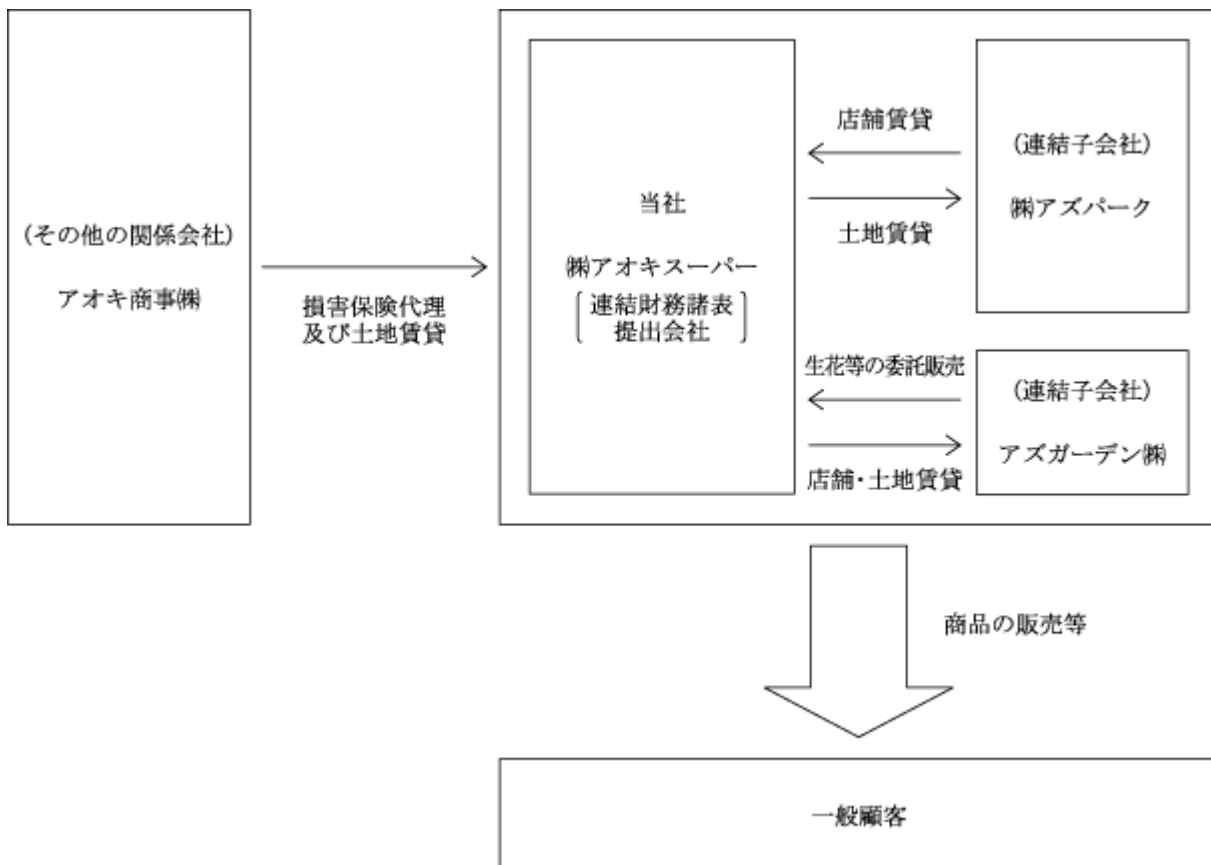 (その他の関係会社)
アオキ商事㈱
損害保険代理
及び土地賃貸
当社
㈱アオキスーパー
連結財務諸表
提出会社
店舗賃貸
土地賃貸
(連結子会社)
㈱アズパーク
生花等の委託販売
店舗・土地賃貸
(連結子会社)
アズガーデン㈱
商品の販売等
一般顧客